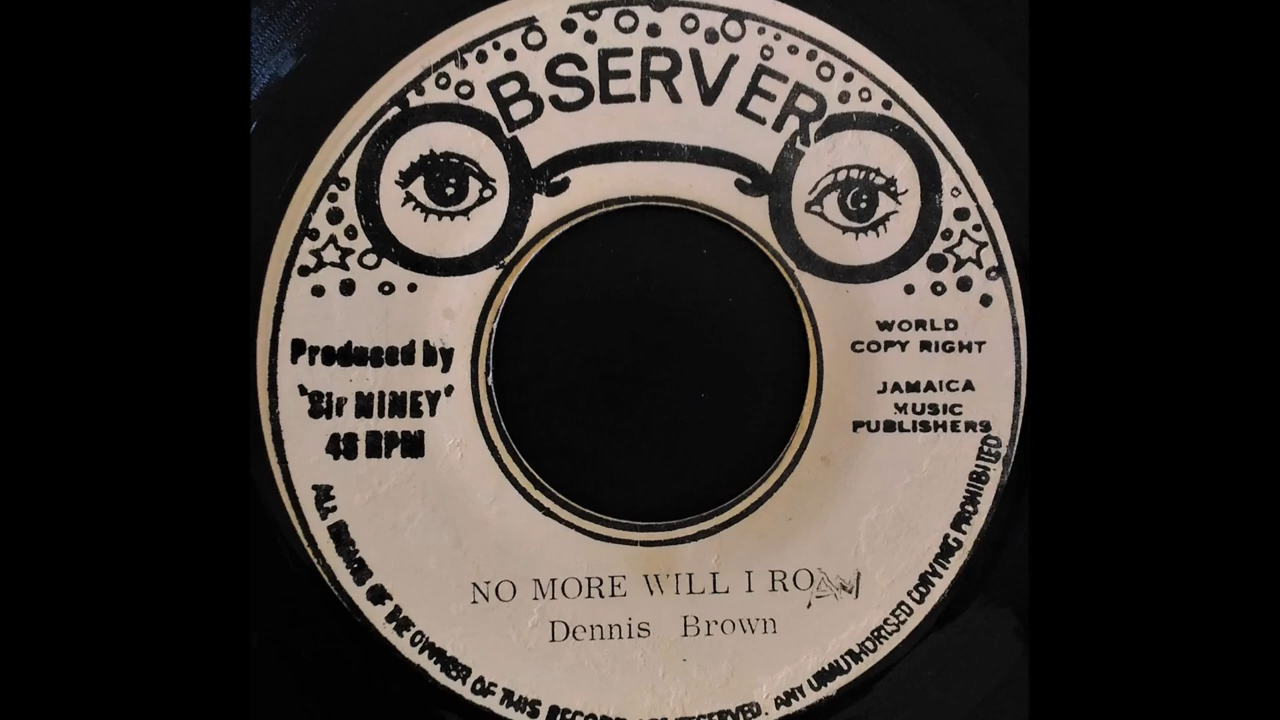 OBSERVER
Produced by
'Sir NINEY'
45 RPM
WORLD
COPY RIGHT
JAMAICA
MUSIC
PUBLISHERS
NO MORE WILL I ROAM
Dennis Brown
ALL RIGHTS OF THE OWNER OF THIS RECORD RESERVED. ANY UNAUTHORISED COPYING PROHIBITED